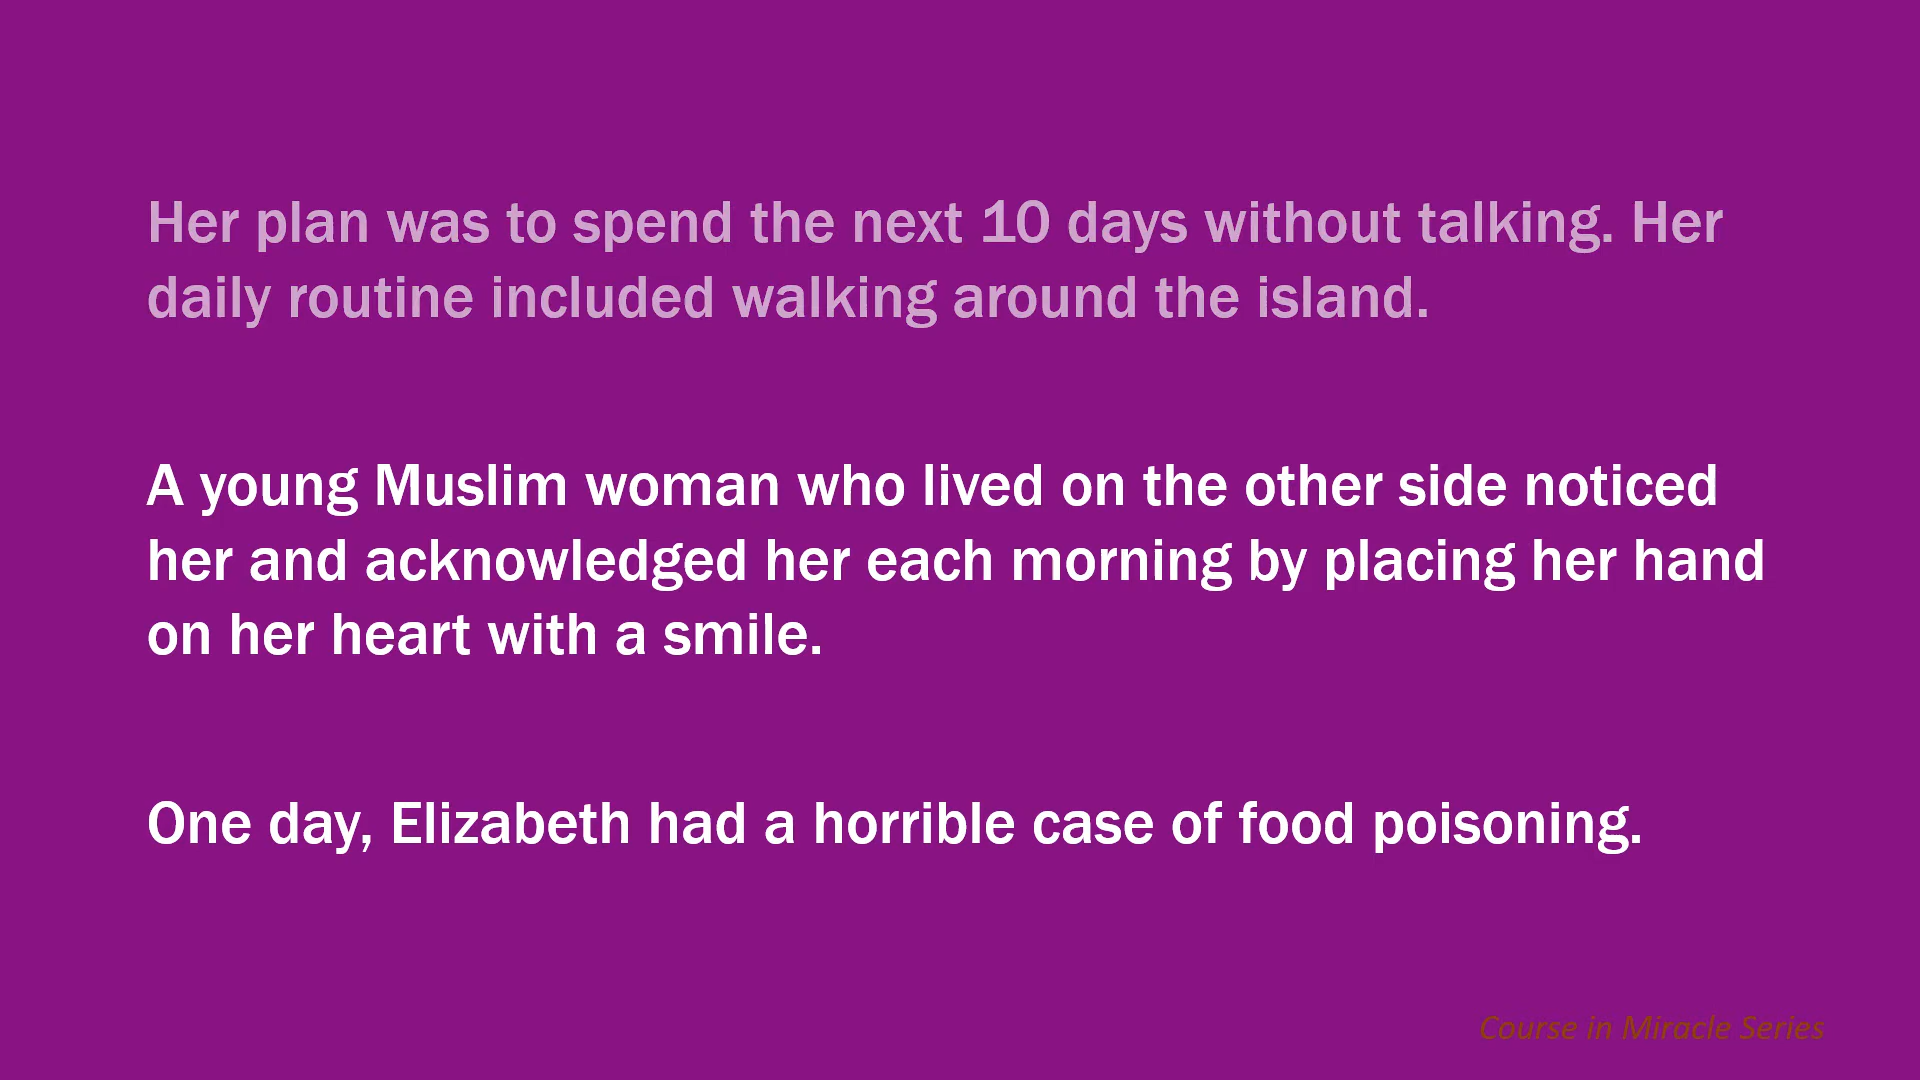 Her plan was to spend the next 10 days without talking. Her
daily routine included walking around the island.
A young Muslim woman who lived on the other side noticed
her and acknowledged her each morning by placing her hand
on her heart with a smile.
One day, Elizabeth had a horrible case of food poisoning.
Course in Miracle Series